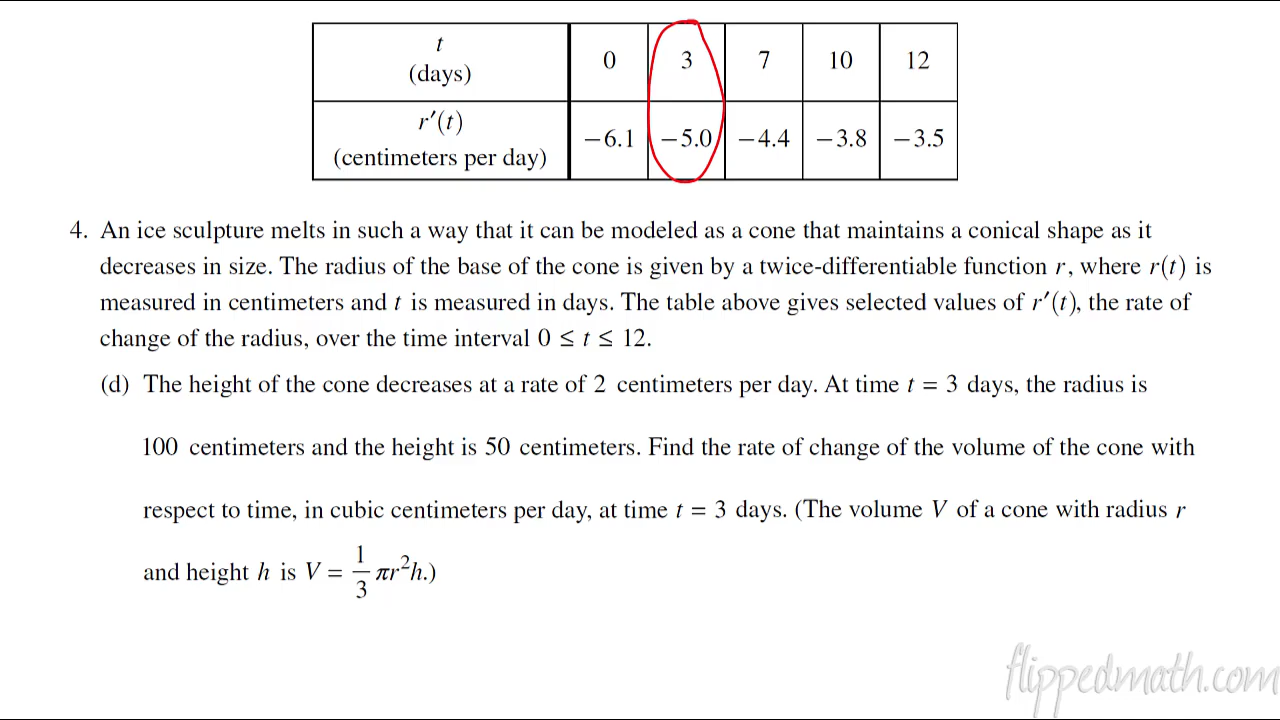 t (days) 0 3 7 10 12
r′(t) (centimeters per day) −6.1 −5.0 −4.4 −3.8 −3.5
4. An ice sculpture melts in such a way that it can be modeled as a cone that maintains a conical shape as it
decreases in size. The radius of the base of the cone is given by a twice-differentiable function r, where r(t) is
measured in centimeters and t is measured in days. The table above gives selected values of r′(t), the rate of
change of the radius, over the time interval 0 ≤ t ≤ 12.
(d) The height of the cone decreases at a rate of 2 centimeters per day. At time t = 3 days, the radius is
100 centimeters and the height is 50 centimeters. Find the rate of change of the volume of the cone with
respect to time, in cubic centimeters per day, at time t = 3 days. (The volume V of a cone with radius r
and height h is V = 1/3 πr²h.)
flippedmath.com